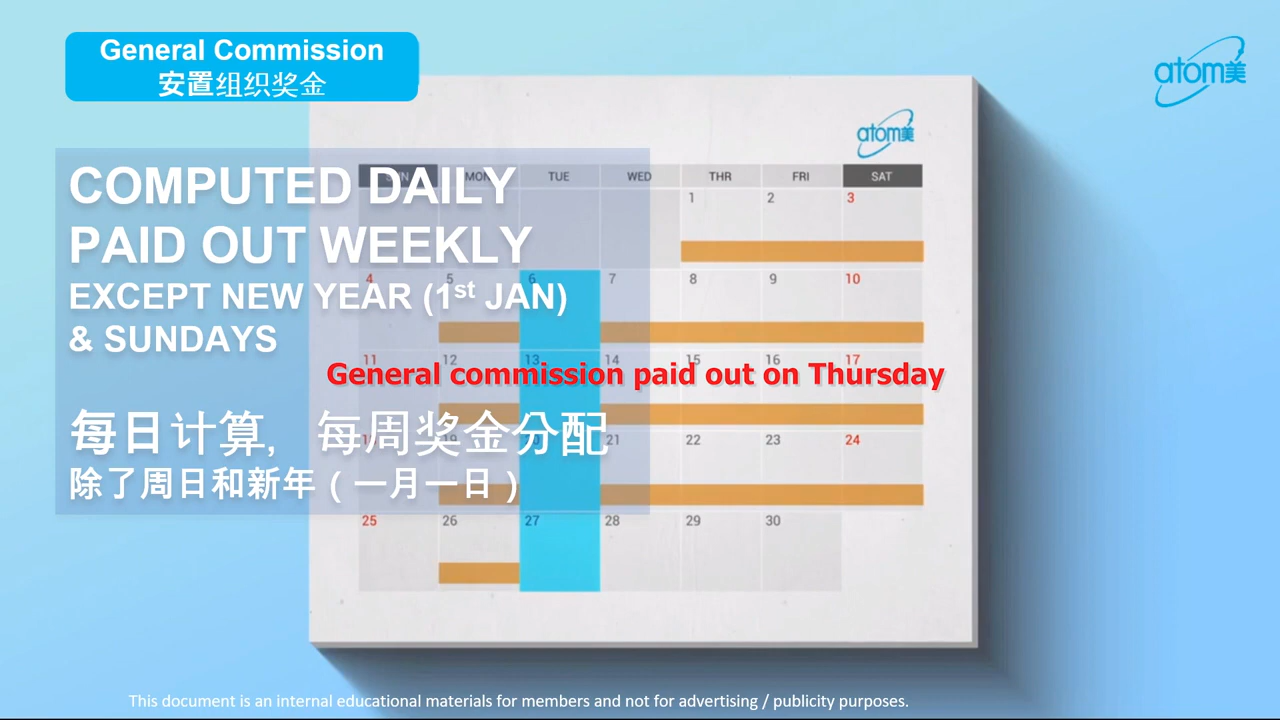 General Commission
安置组织奖金
atom美
atom美
COMPUTED DAILY
PAID OUT WEEKLY
EXCEPT NEW YEAR (1st JAN)
& SUNDAYS
General commission paid out on Thursday
每日计算, 每周奖金分配
除了周日和新年（一月一日）
SUN MON TUE WED THR FRI SAT
1 2 3
4 5 6 7 8 9 10
11 12 13 14 15 16 17
18 19 20 21 22 23 24
25 26 27 28 29 30
This document is an internal educational materials for members and not for advertising / publicity purposes.